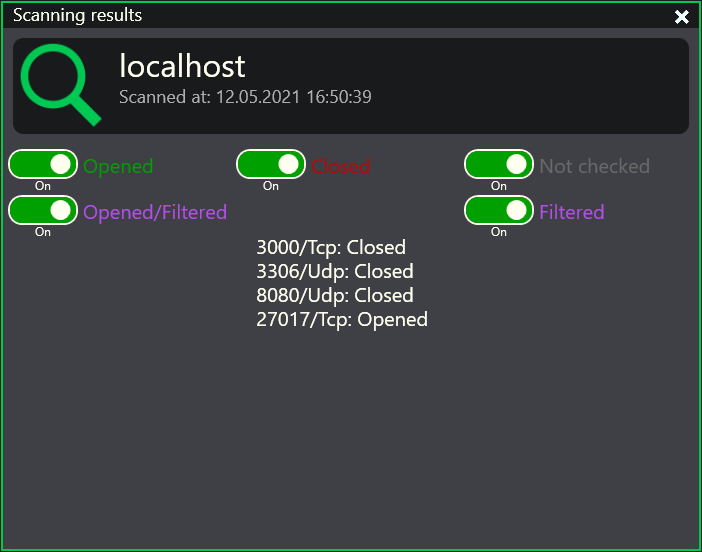 Scanning results
localhost
Scanned at: 12.05.2021 16:50:39
Opened
On
Closed
On
Not checked
On
Opened/Filtered
On
Filtered
On
3000/Tcp: Closed
3306/Udp: Closed
8080/Udp: Closed
27017/Tcp: Opened